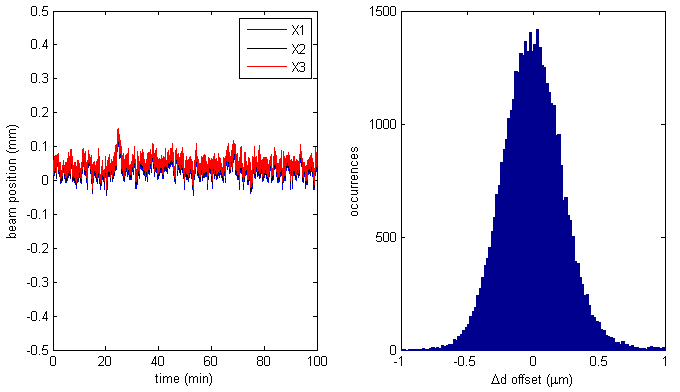 0.5
0.4
0.3
0.2
0.1
0
-0.1
-0.2
-0.3
-0.4
-0.5
beam position (mm)
0 20 40 60 80 100
time (min)
X1
X2
X3
1500
1000
500
0
occurrences
-1 -0.5 0 0.5 1
Δd offset (μm)